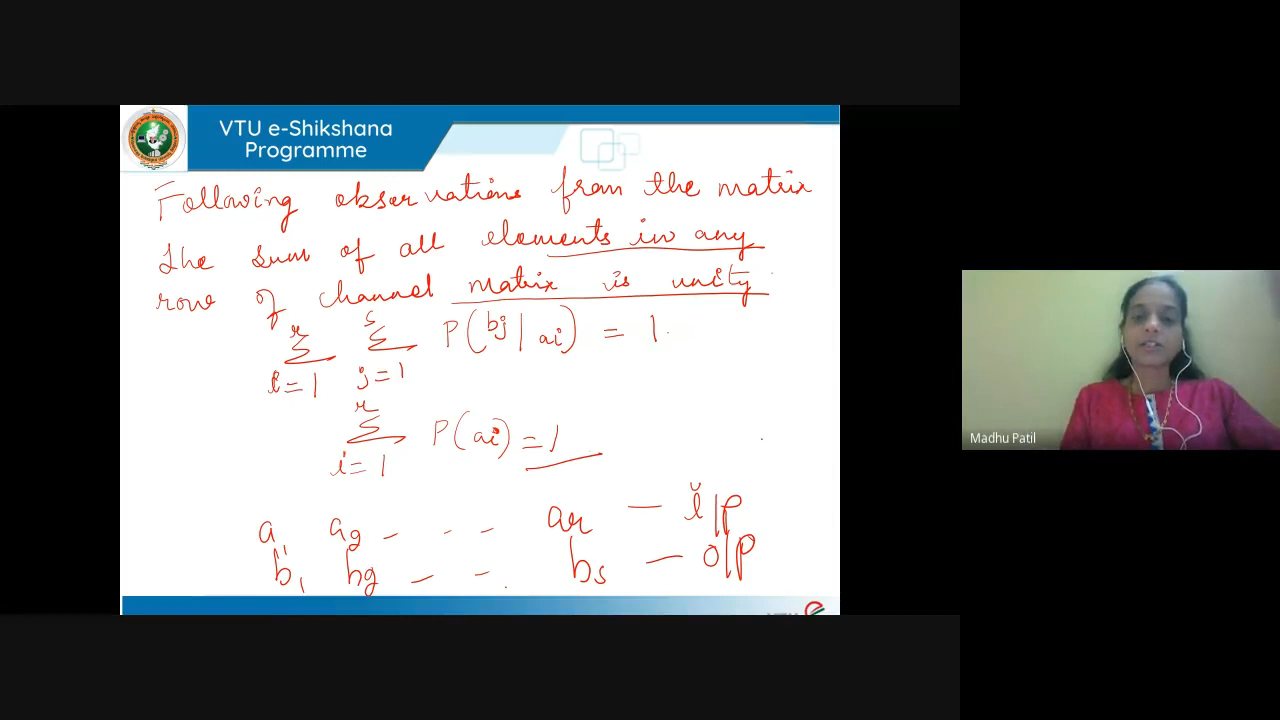 VTU e-Shikshana
Programme
Following observations from the matrix
The sum of all elements in any
row of channel matrix is unity
r s
Σ Σ P(bj | ai) = 1
i=1 j=1
r
Σ P(ai) = 1
i=1
a1 a2 - - - ar — i|p
b1 b2 - - - bs — o|p
Madhu Patil